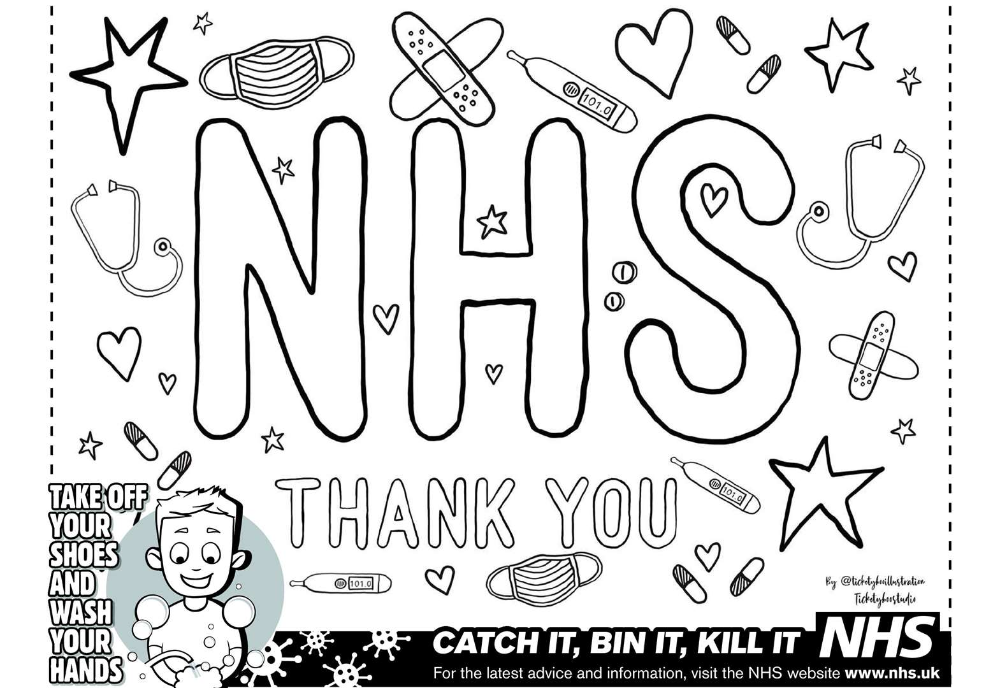 101.0
NHS
THANK YOU
101.0
101.0
TAKE OFF
YOUR
SHOES
AND
WASH
YOUR
HANDS
By @ticketybooillustration
Ticketyboostudio
CATCH IT, BIN IT, KILL IT
NHS
For the latest advice and information, visit the NHS website www.nhs.uk